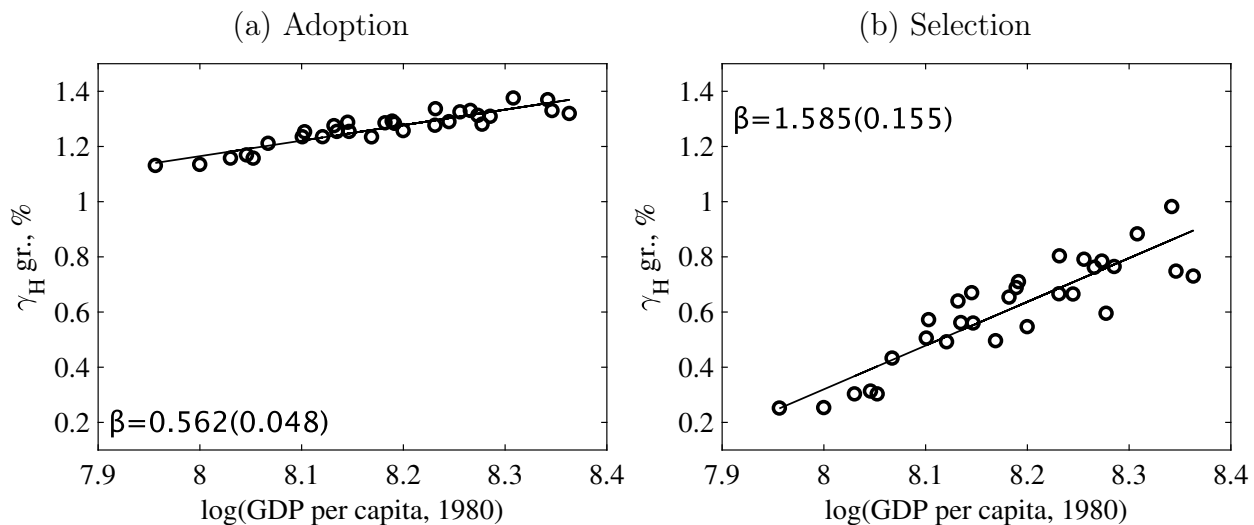 (a) Adoption
1.4
1.2
1
0.8
0.6
0.4
0.2
γH gr., %
β=0.562(0.048)
7.9 8 8.1 8.2 8.3 8.4
log(GDP per capita, 1980)
(b) Selection
1.4
1.2
1
0.8
0.6
0.4
0.2
γH gr., %
β=1.585(0.155)
7.9 8 8.1 8.2 8.3 8.4
log(GDP per capita, 1980)